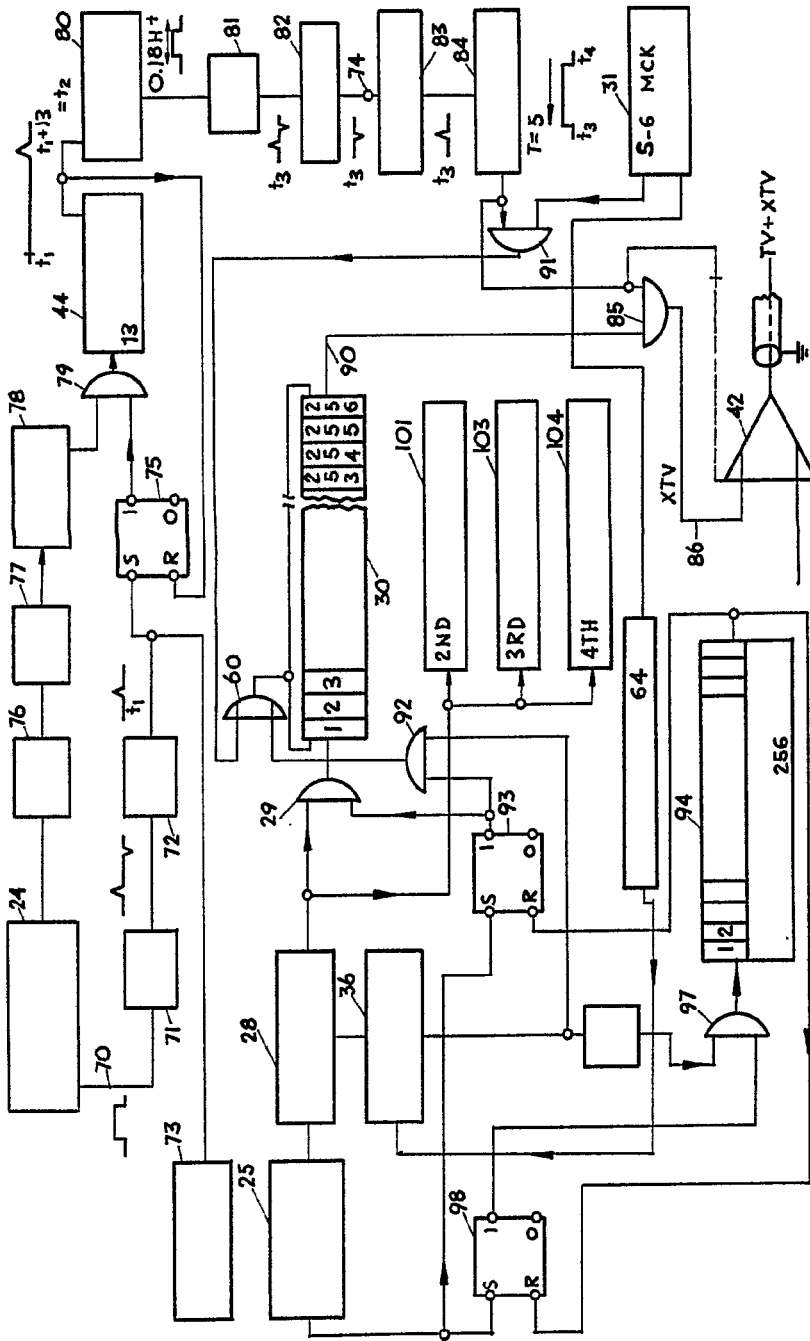 24
76
77
78
79
44
13
t₁
t₁+13
=t₂
80
0.18H⁺
70
71
72
t₁
S
1
R
0
75
81
t₃
82
t₃
74
83
t₃
84
T=5
t₃
t₄
73
60
91
S-6 MCK
31
25
28
29
1
2
3
30
2 5 3
2 5 4
2 5 5
2 5 6
90
85
36
92
S
1
R
0
93
2ND
101
3RD
103
4TH
104
XTV
86
42
TV+XTV
64
98
S
1
R
0
97
1
2
94
256